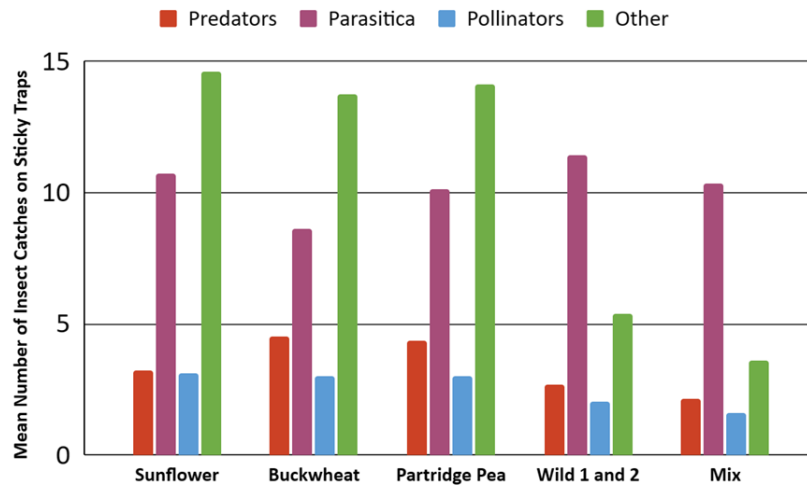 Predators Parasitica Pollinators Other
Mean Number of Insect Catches on Sticky Traps
15
10
5
0
Sunflower Buckwheat Partridge Pea Wild 1 and 2 Mix